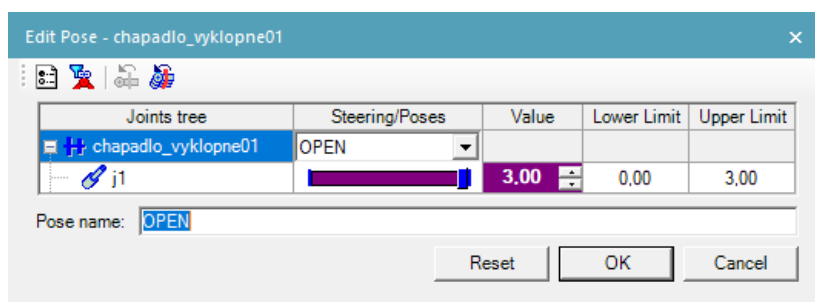 Edit Pose - chapadlo_vyklopne01
Joints tree Steering/Poses Value Lower Limit Upper Limit
chapadlo_vyklopne01 OPEN
j1 3,00 0,00 3,00
Pose name: OPEN
Reset OK Cancel